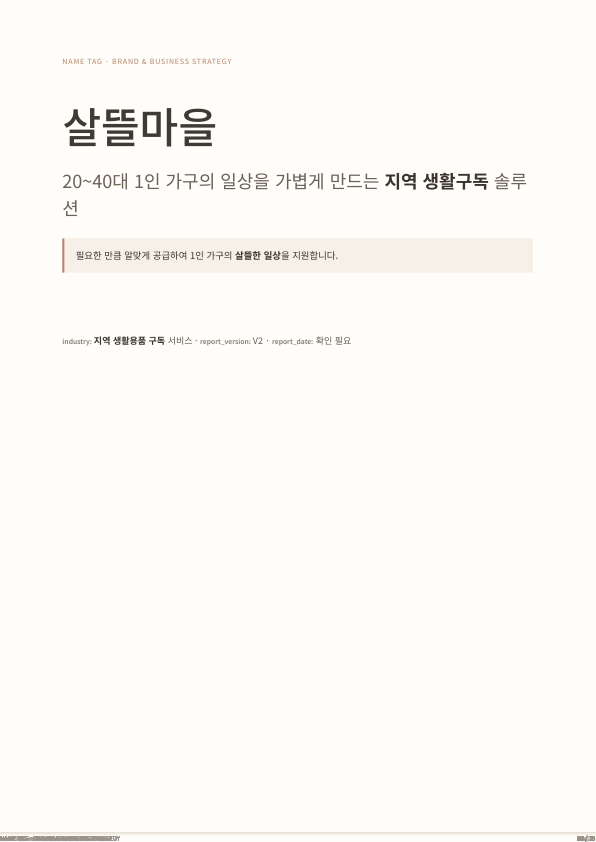 NAME TAG · BRAND & BUSINESS STRATEGY
살뜰마을
20~40대 1인 가구의 일상을 가볍게 만드는 지역 생활구독 솔루
션
필요한 만큼 알맞게 공급하여 1인 가구의 살뜰한 일상을 지원합니다.
industry: 지역 생활용품 구독 서비스 · report_version: V2 · report_date: 확인 필요